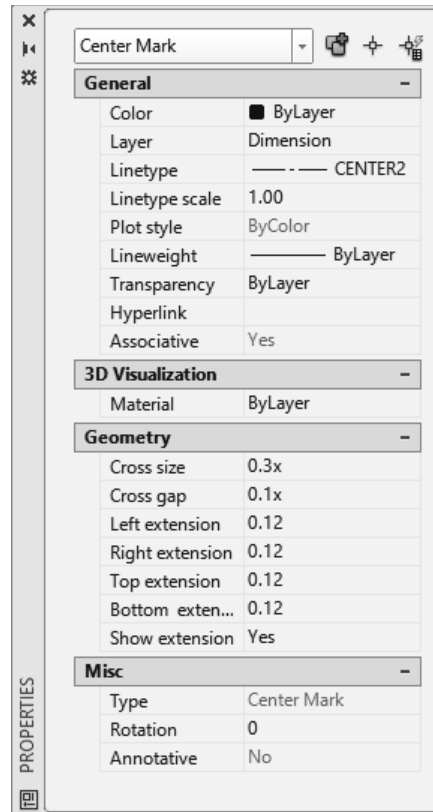 Center Mark
General
Color ByLayer
Layer Dimension
Linetype CENTER2
Linetype scale 1.00
Plot style ByColor
Lineweight ByLayer
Transparency ByLayer
Hyperlink
Associative Yes
3D Visualization
Material ByLayer
Geometry
Cross size 0.3x
Cross gap 0.1x
Left extension 0.12
Right extension 0.12
Top extension 0.12
Bottom exten... 0.12
Show extension Yes
Misc
Type Center Mark
Rotation 0
Annotative No
PROPERTIES